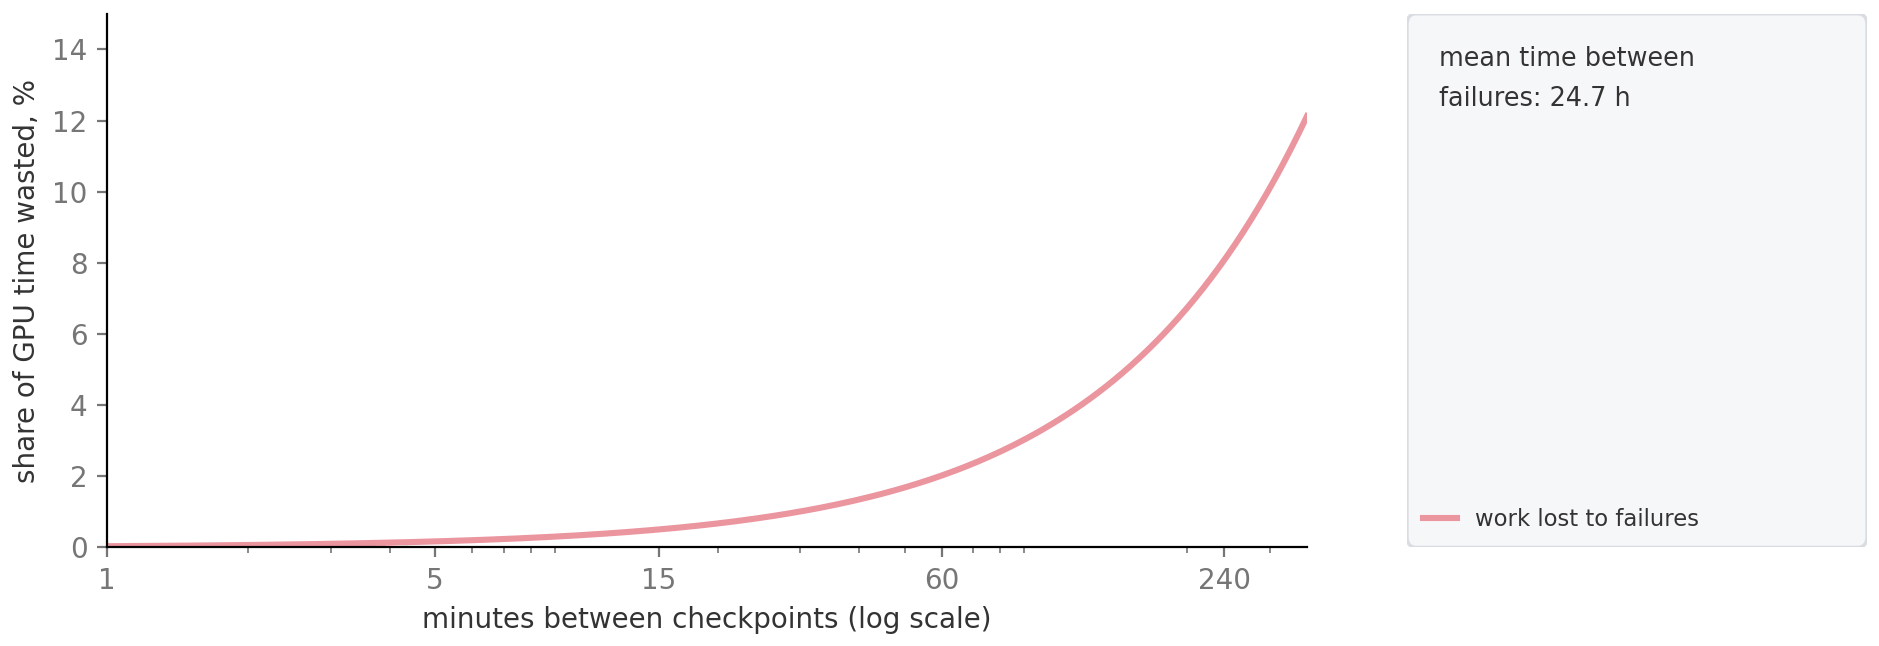 share of GPU time wasted, %
14
12
10
8
6
4
2
0
1 5 15 60 240
minutes between checkpoints (log scale)
mean time between
failures: 24.7 h
work lost to failures